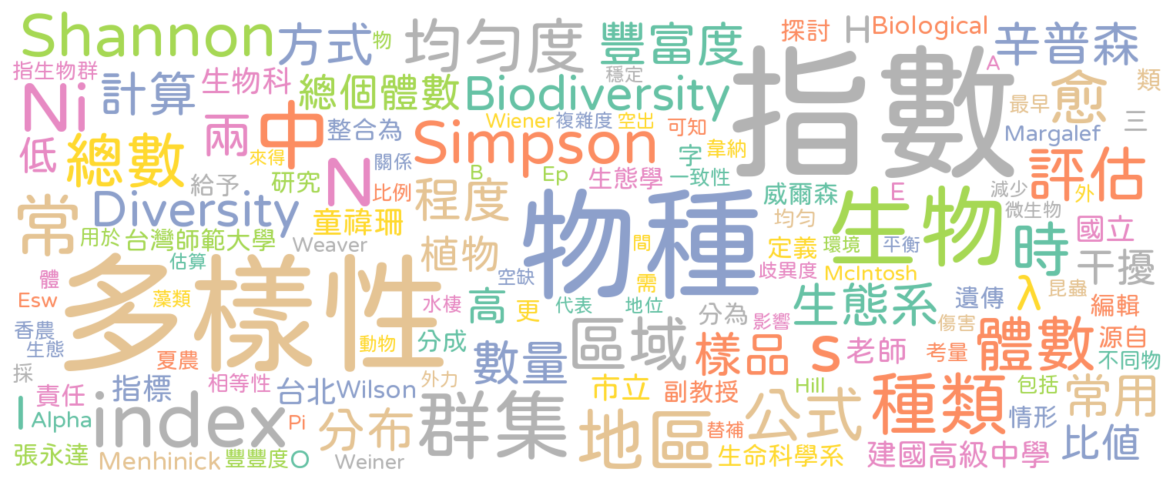 Shannon
方式
物
均勻度
豐富度
探討
H
Biological
辛普森
指生物群
計算
生物科
總個體數
穩定
Biodiversity
指數
A
愈
類
最早
Ni
兩
中
整合為
Wiener
複雜度
空出
可知
Margalef
三
低
總數
來得
關係
Simpson
字
韋納
評估
給予
研究
N
比例
程度
B
Ep
生態學
一致性
威爾森
E
減少
外
常
Diversity
童禕珊
物種
均勻
生物
微生物
國立
用於
台灣師範大學
Weaver
植物
間
定義
環境
平衡
時
干擾
估算
多樣性
空缺
需
歧異度
McIntosh
λ
昆蟲
體
Esw
藻類
水棲
高
更
代表
地位
分為
影響
生態系
遺傳
編輯
傷害
香農
生態
動物
分成
區域
樣品
s
老師
考量
體數
源自
不同物
採
夏農
數量
責任
指標
相等性
台北
Wilson
外力
市立
副教授
Hill
種類
包括
常用
I
Alpha
index
Pi
分布
群集
地區
替補
公式
情形
比值
張永達
Menhinick
豐豐度
O
Weiner
生命科學系
建國高級中學